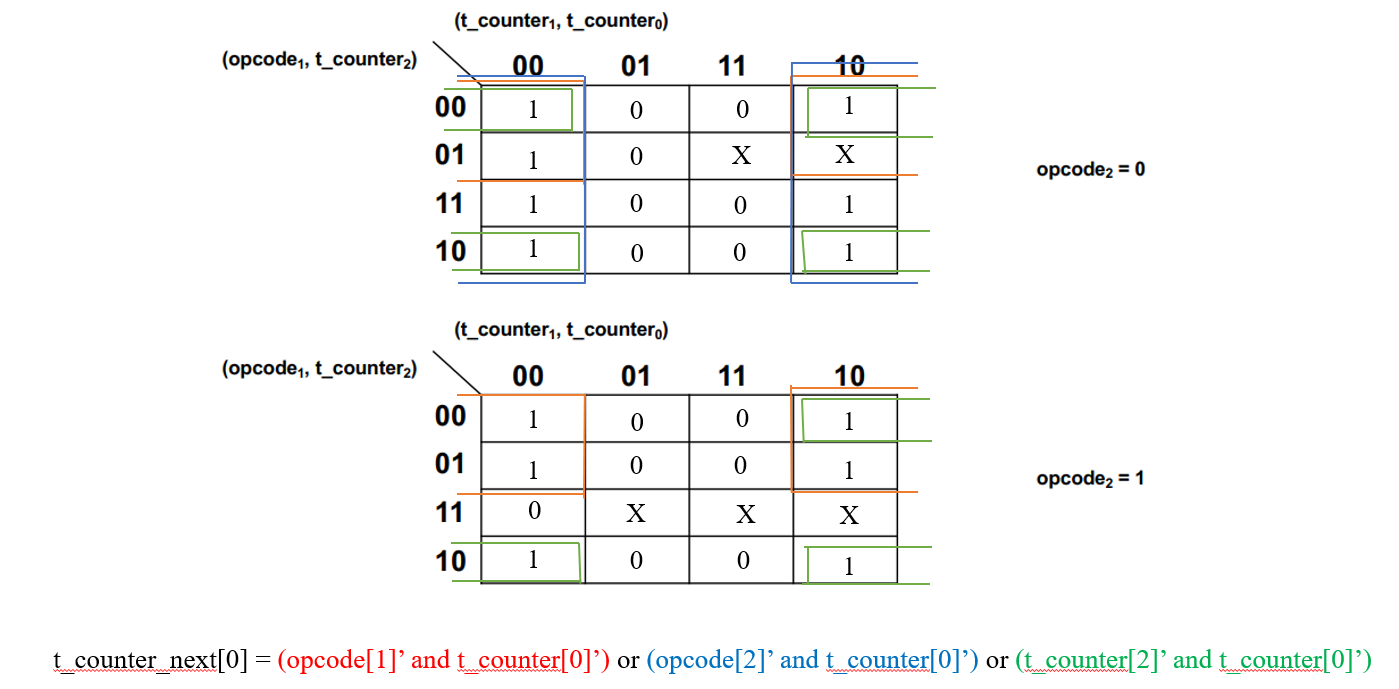 (t_counter₁, t_counter₀)
(opcode₁, t_counter₂)
00 01 11 10
00 1 0 0 1
01 1 0 X X
opcode₂ = 0
11 1 0 0 1
10 1 0 0 1
(t_counter₁, t_counter₀)
(opcode₁, t_counter₂)
00 01 11 10
00 1 0 0 1
01 1 0 0 1
opcode₂ = 1
11 0 X X X
10 1 0 0 1
t_counter_next[0] = (opcode[1]’ and t_counter[0]’) or (opcode[2]’ and t_counter[0]’) or (t_counter[2]’ and t_counter[0]’)